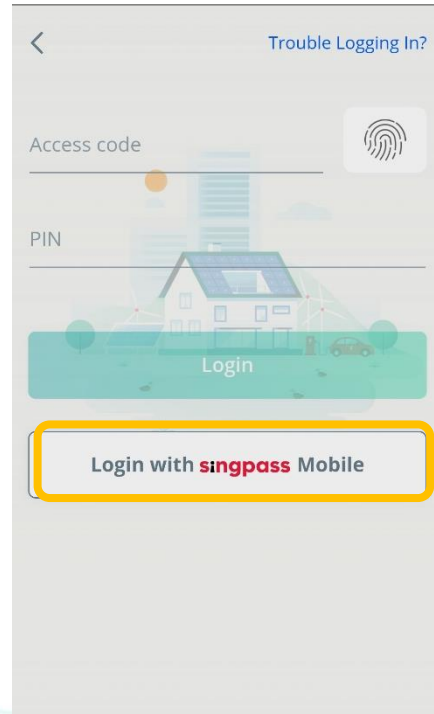 Trouble Logging In?
Access code
PIN
Login
Login with singpass Mobile